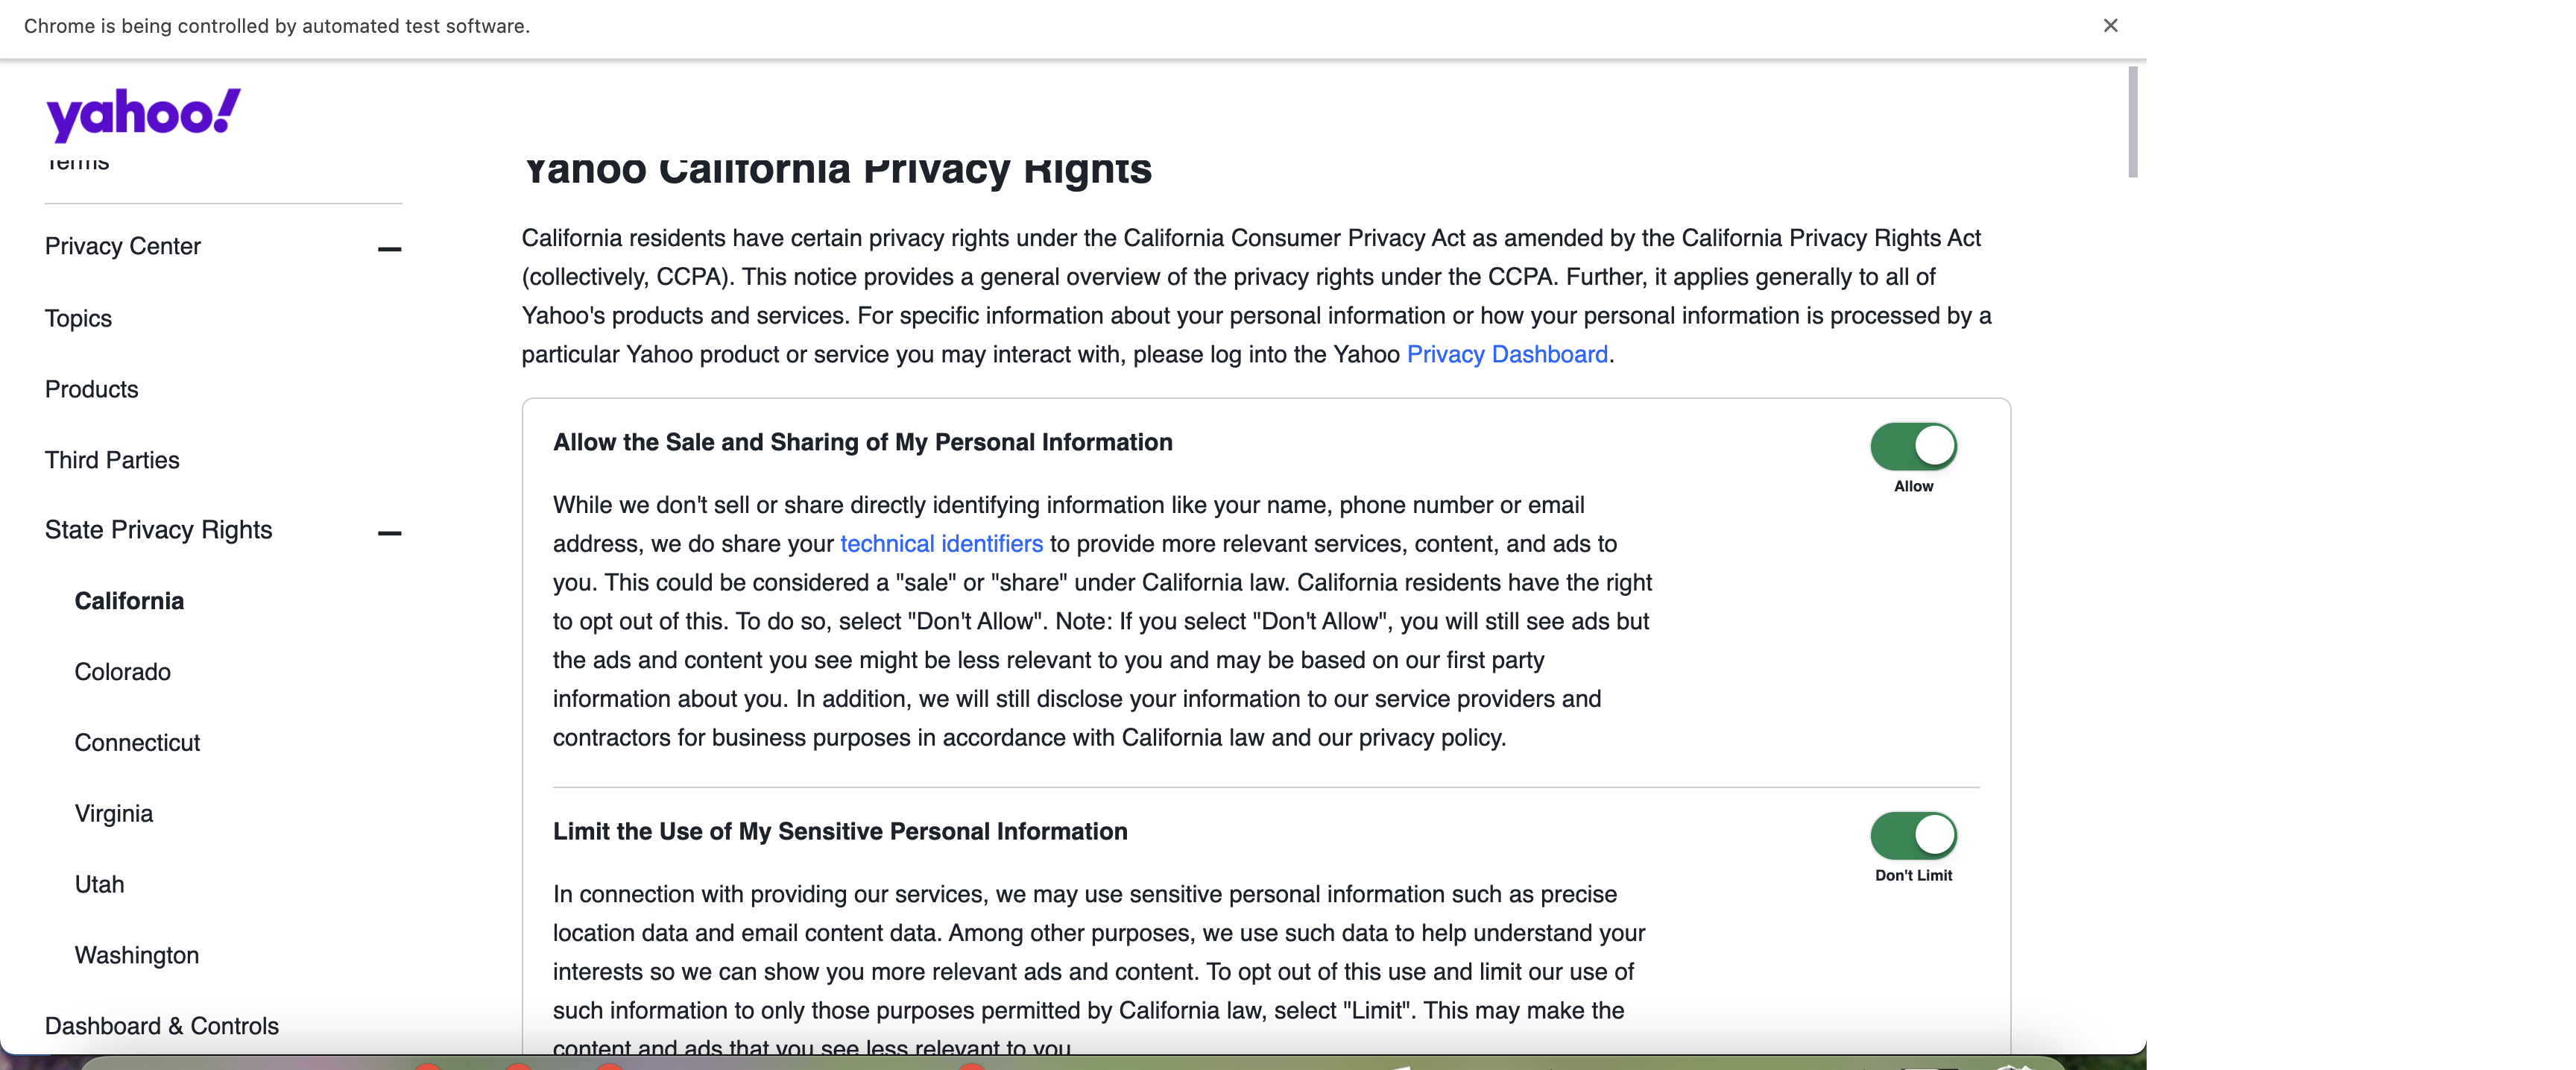 Chrome is being controlled by automated test software.
yahoo!
Terms
Privacy Center
Topics
Products
Third Parties
State Privacy Rights
California
Colorado
Connecticut
Virginia
Utah
Washington
Dashboard & Controls
Yahoo California Privacy Rights
California residents have certain privacy rights under the California Consumer Privacy Act as amended by the California Privacy Rights Act
(collectively, CCPA). This notice provides a general overview of the privacy rights under the CCPA. Further, it applies generally to all of
Yahoo's products and services. For specific information about your personal information or how your personal information is processed by a
particular Yahoo product or service you may interact with, please log into the Yahoo Privacy Dashboard.
Allow the Sale and Sharing of My Personal Information
Allow
While we don't sell or share directly identifying information like your name, phone number or email
address, we do share your technical identifiers to provide more relevant services, content, and ads to
you. This could be considered a "sale" or "share" under California law. California residents have the right
to opt out of this. To do so, select "Don't Allow". Note: If you select "Don't Allow", you will still see ads but
the ads and content you see might be less relevant to you and may be based on our first party
information about you. In addition, we will still disclose your information to our service providers and
contractors for business purposes in accordance with California law and our privacy policy.
Limit the Use of My Sensitive Personal Information
Don't Limit
In connection with providing our services, we may use sensitive personal information such as precise
location data and email content data. Among other purposes, we use such data to help understand your
interests so we can show you more relevant ads and content. To opt out of this use and limit our use of
such information to only those purposes permitted by California law, select "Limit". This may make the
content and ads that you see less relevant to you